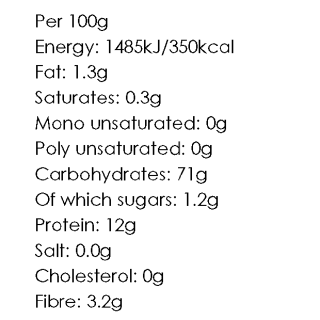 Per 100g
Energy: 1485kJ/350kcal
Fat: 1.3g
Saturates: 0.3g
Mono unsaturated: 0g
Poly unsaturated: 0g
Carbohydrates: 71g
Of which sugars: 1.2g
Protein: 12g
Salt: 0.0g
Cholesterol: 0g
Fibre: 3.2g